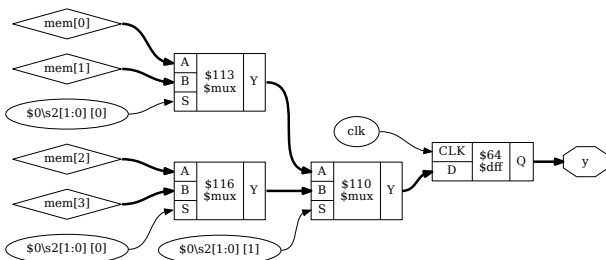 mem[0]
mem[1]
$0\s2[1:0] [0]
A
B
S
$113
$mux
Y
mem[2]
mem[3]
$0\s2[1:0] [0]
A
B
S
$116
$mux
Y
$0\s2[1:0] [1]
A
B
S
$110
$mux
Y
clk
CLK
D
$64
$dff
Q
y